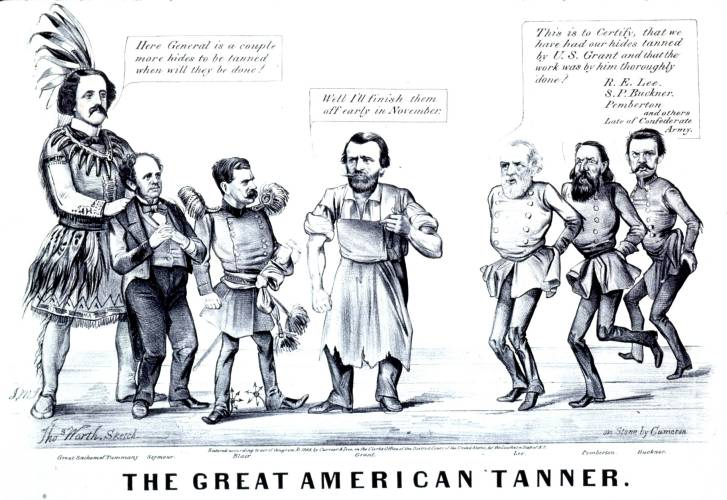 Here General is a couple
more hides to be tanned
when will they be done?
Well I'll finish them
off early in November.
This is to Certify, that we
have had our hides tanned
by U. S. Grant and that the
work was by him thoroughly
done?
R. E. Lee.
S. P. Buckner.
Pemberton
and others
Late of Confederate
Army.
Thos Worth. Sketch.
on Stone by Cameron
Entered according to act of Congress, by Currier & Ives, in the Clerks Office of the District Court of the United States, for the Southern District of N.Y.
Great Sachem of Tammany Seymour Blair Grant. Lee. Pemberton. Buckner.
THE GREAT AMERICAN TANNER.